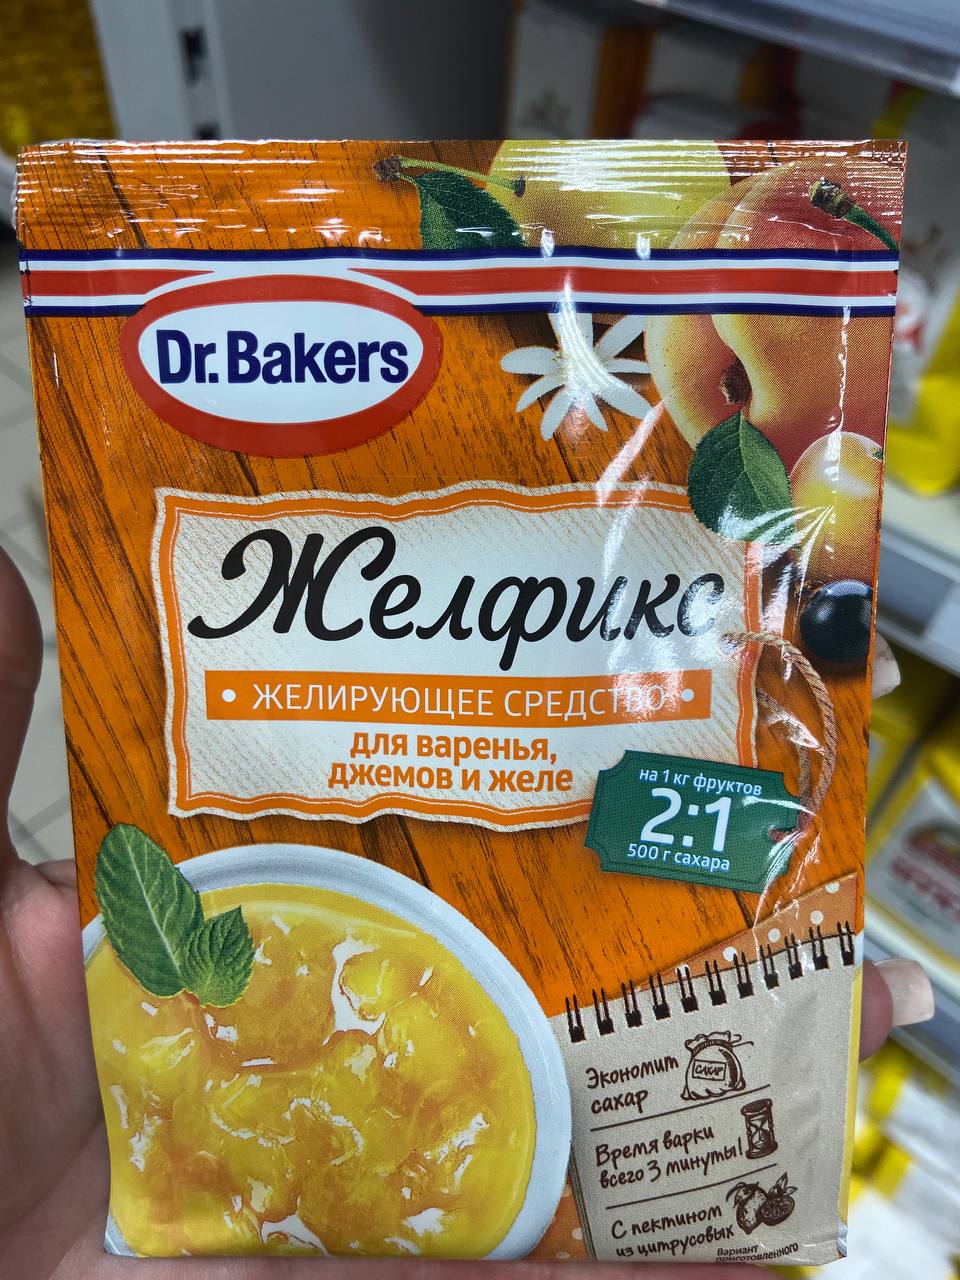 Dr. Bakers
Желфикс
• ЖЕЛИРУЮЩЕЕ СРЕДСТВО •
для варенья,
джемов и желе
на 1 кг фруктов
2:1
500 г сахара
Экономит
сахар
САХАР
Время варки
всего 3 минуты!
С пектином
из цитрусовых
Вариант
приготовленного